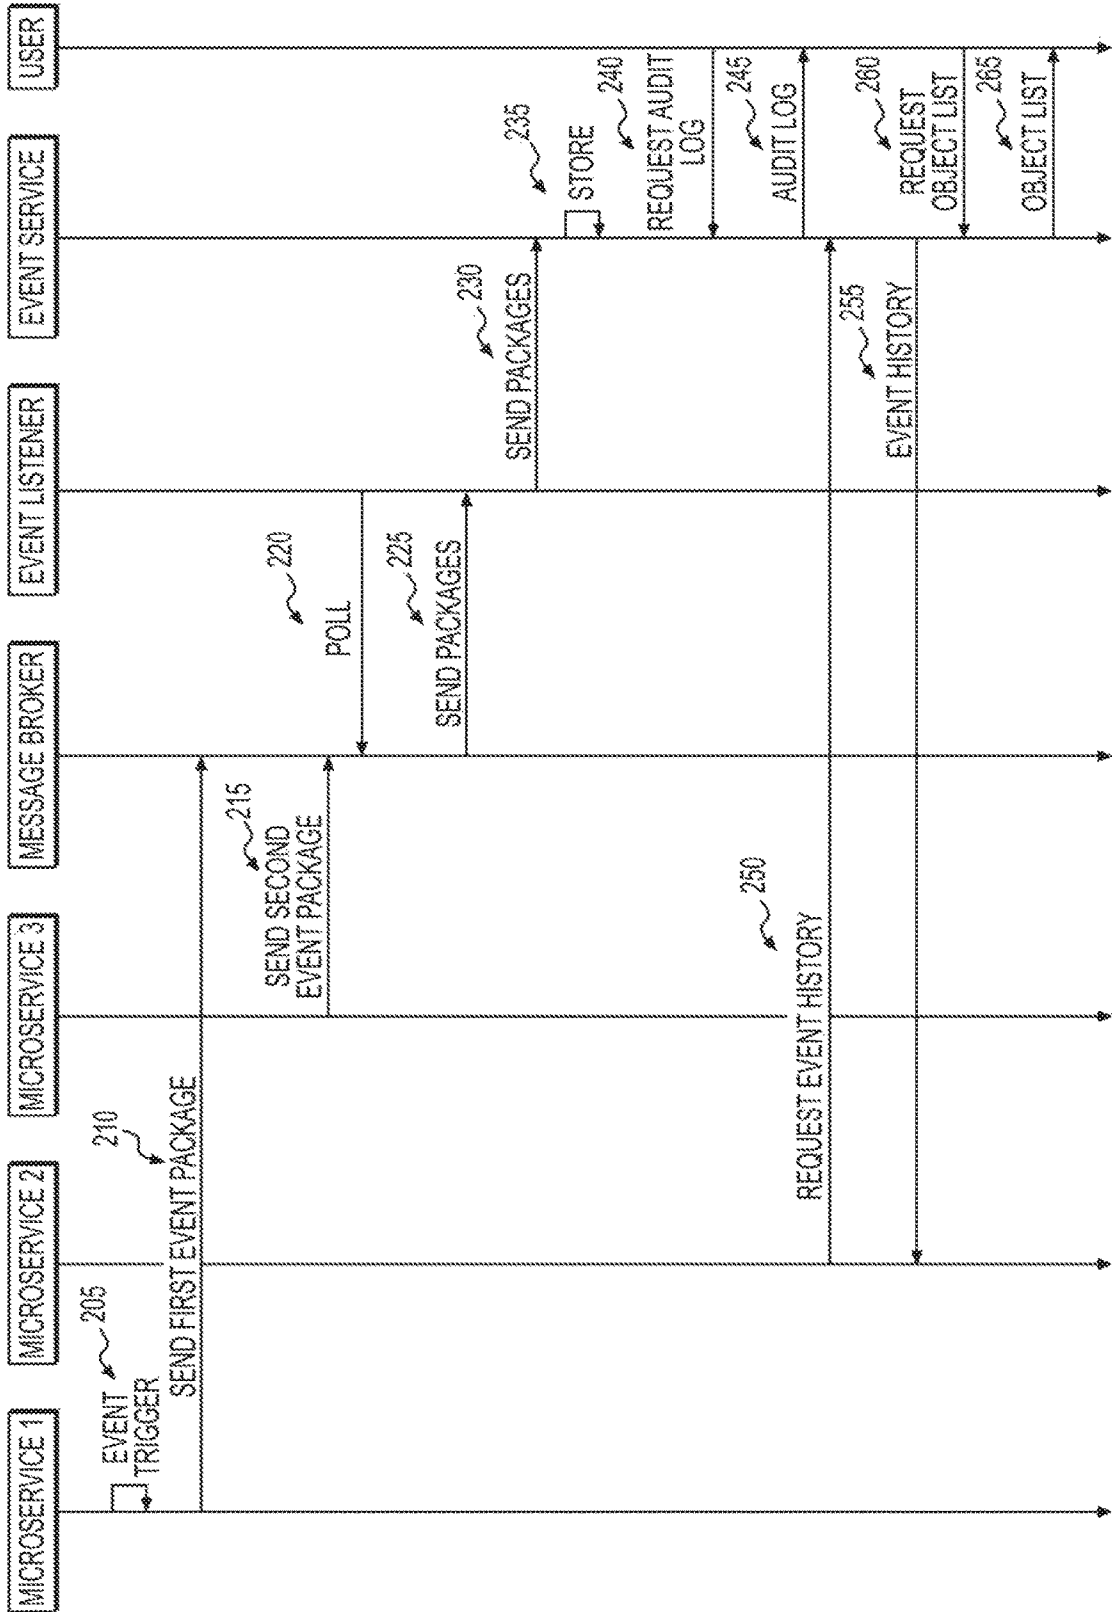 MICROSERVICE 1
MICROSERVICE 2
MICROSERVICE 3
MESSAGE BROKER
EVENT LISTENER
EVENT SERVICE
USER
205
EVENT
TRIGGER
210
SEND FIRST EVENT PACKAGE
215
SEND SECOND
EVENT PACKAGE
220
POLL
225
SEND PACKAGES
230
SEND PACKAGES
235
STORE
240
REQUEST AUDIT
LOG
245
AUDIT LOG
250
REQUEST EVENT HISTORY
255
EVENT HISTORY
260
REQUEST
OBJECT LIST
265
OBJECT LIST